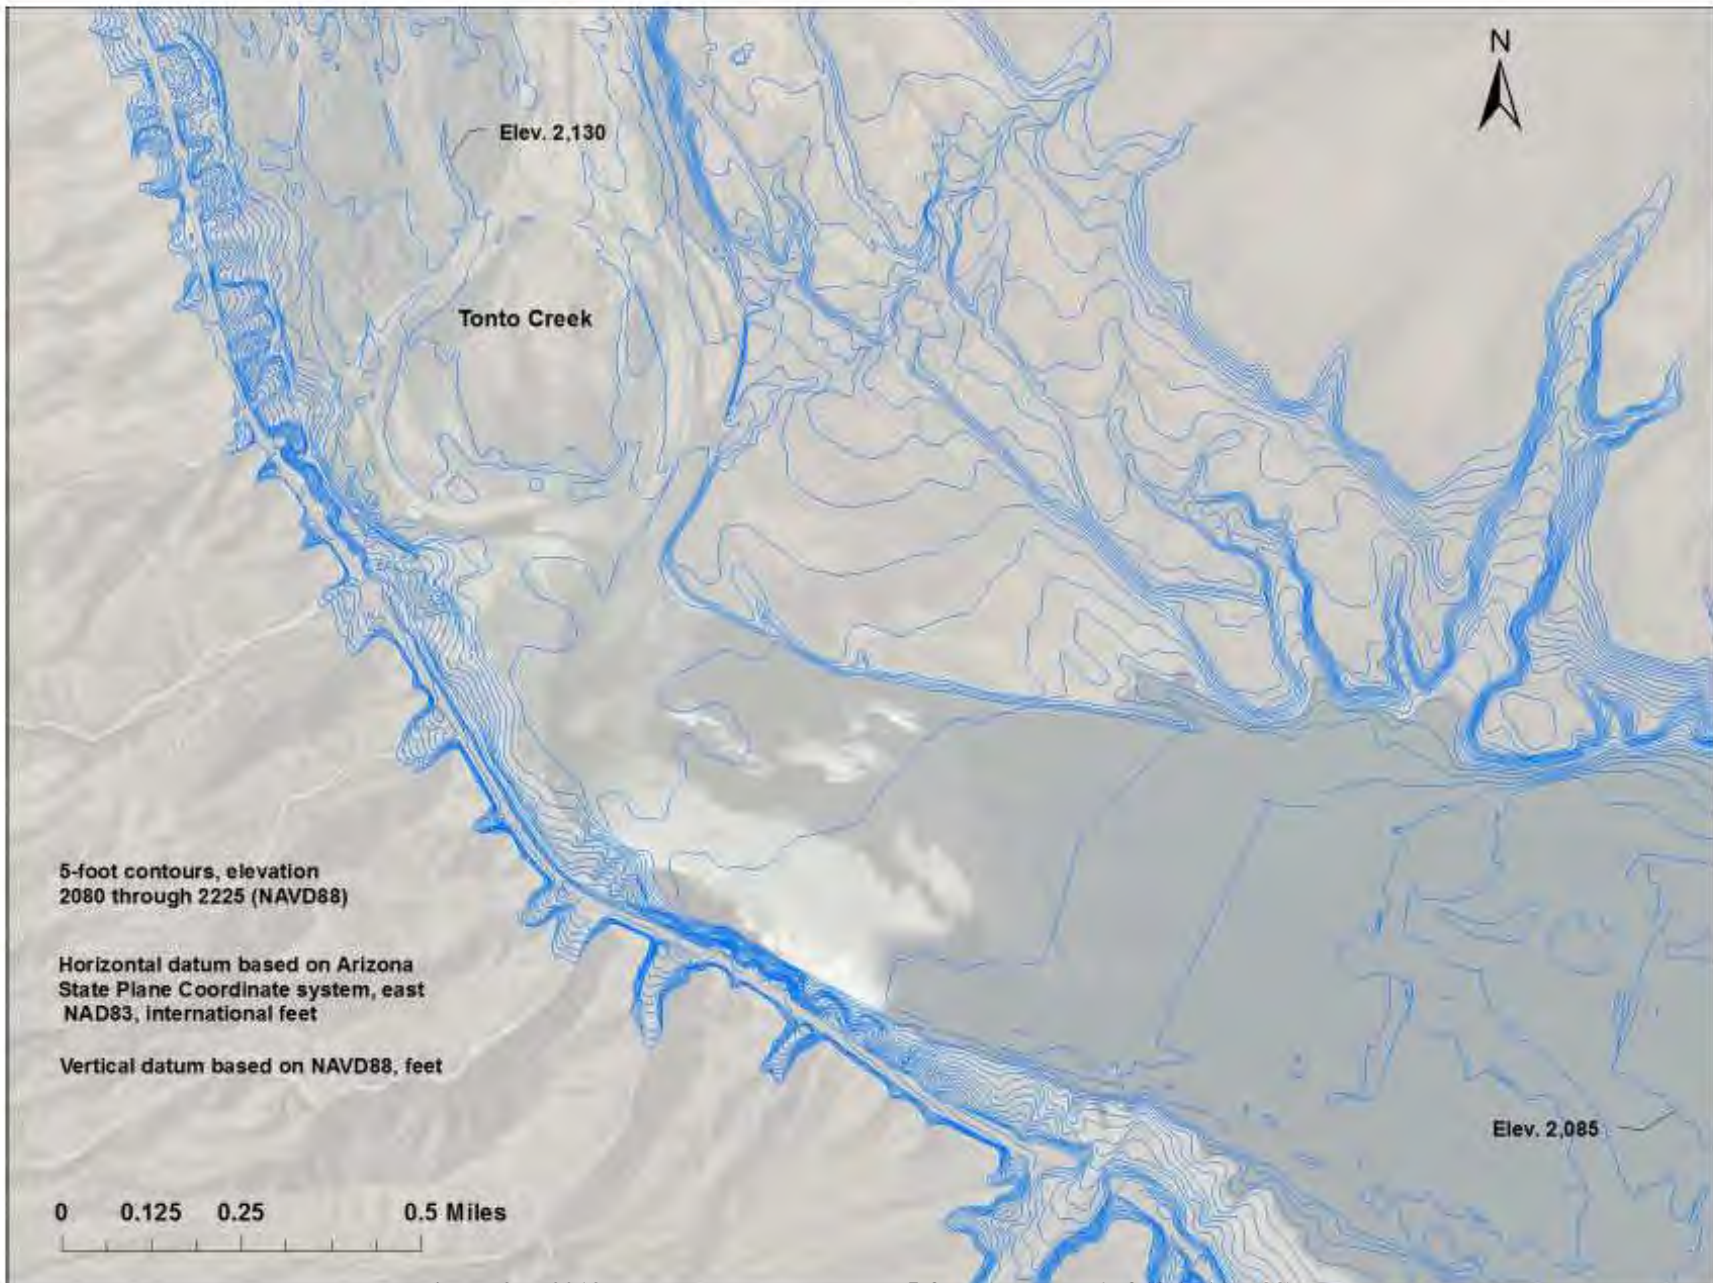 N
Elev. 2,130
Tonto Creek
5-foot contours, elevation
2080 through 2225 (NAVD88)
Horizontal datum based on Arizona
State Plane Coordinate system, east
NAD83, international feet
Vertical datum based on NAVD88, feet
Elev. 2,085
0 0.125 0.25 0.5 Miles